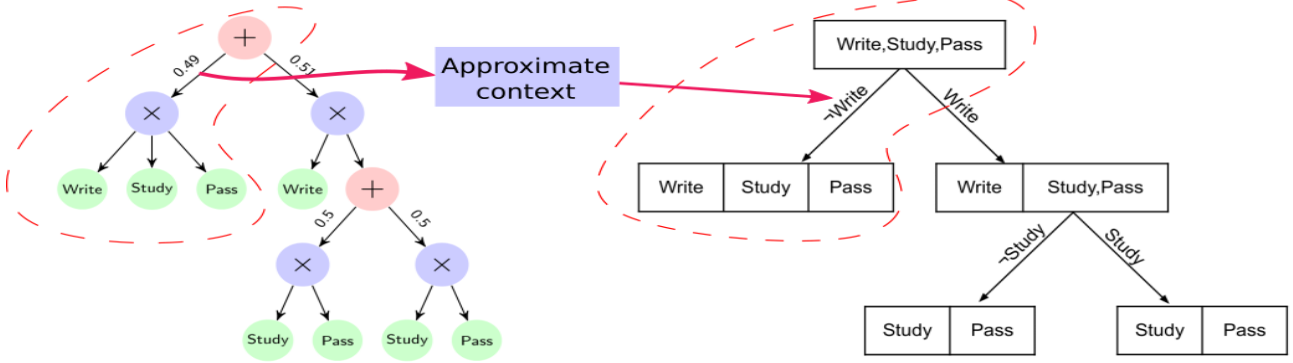 +
0.49
0.51
Approximate
context
Write,Study,Pass
¬Write
Write
×
×
Write
Study
Pass
Write
+
Write
Study
Pass
Write
Study,Pass
0.5
0.5
¬Study
Study
×
×
Study
Pass
Study
Pass
Study
Pass
Study
Pass